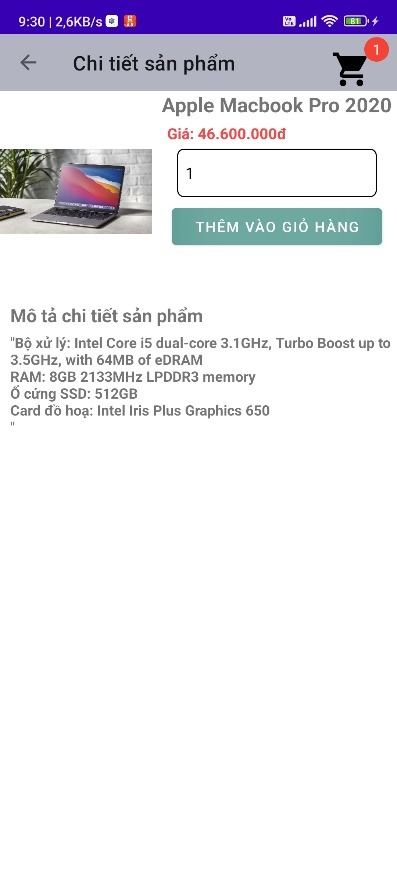 9:30 | 2,6KB/s
81
Chi tiết sản phẩm
1
Apple Macbook Pro 2020
Giá: 46.600.000đ
1
THÊM VÀO GIỎ HÀNG
Mô tả chi tiết sản phẩm
"Bộ xử lý: Intel Core i5 dual-core 3.1GHz, Turbo Boost up to
3.5GHz, with 64MB of eDRAM
RAM: 8GB 2133MHz LPDDR3 memory
Ổ cứng SSD: 512GB
Card đồ hoạ: Intel Iris Plus Graphics 650
"